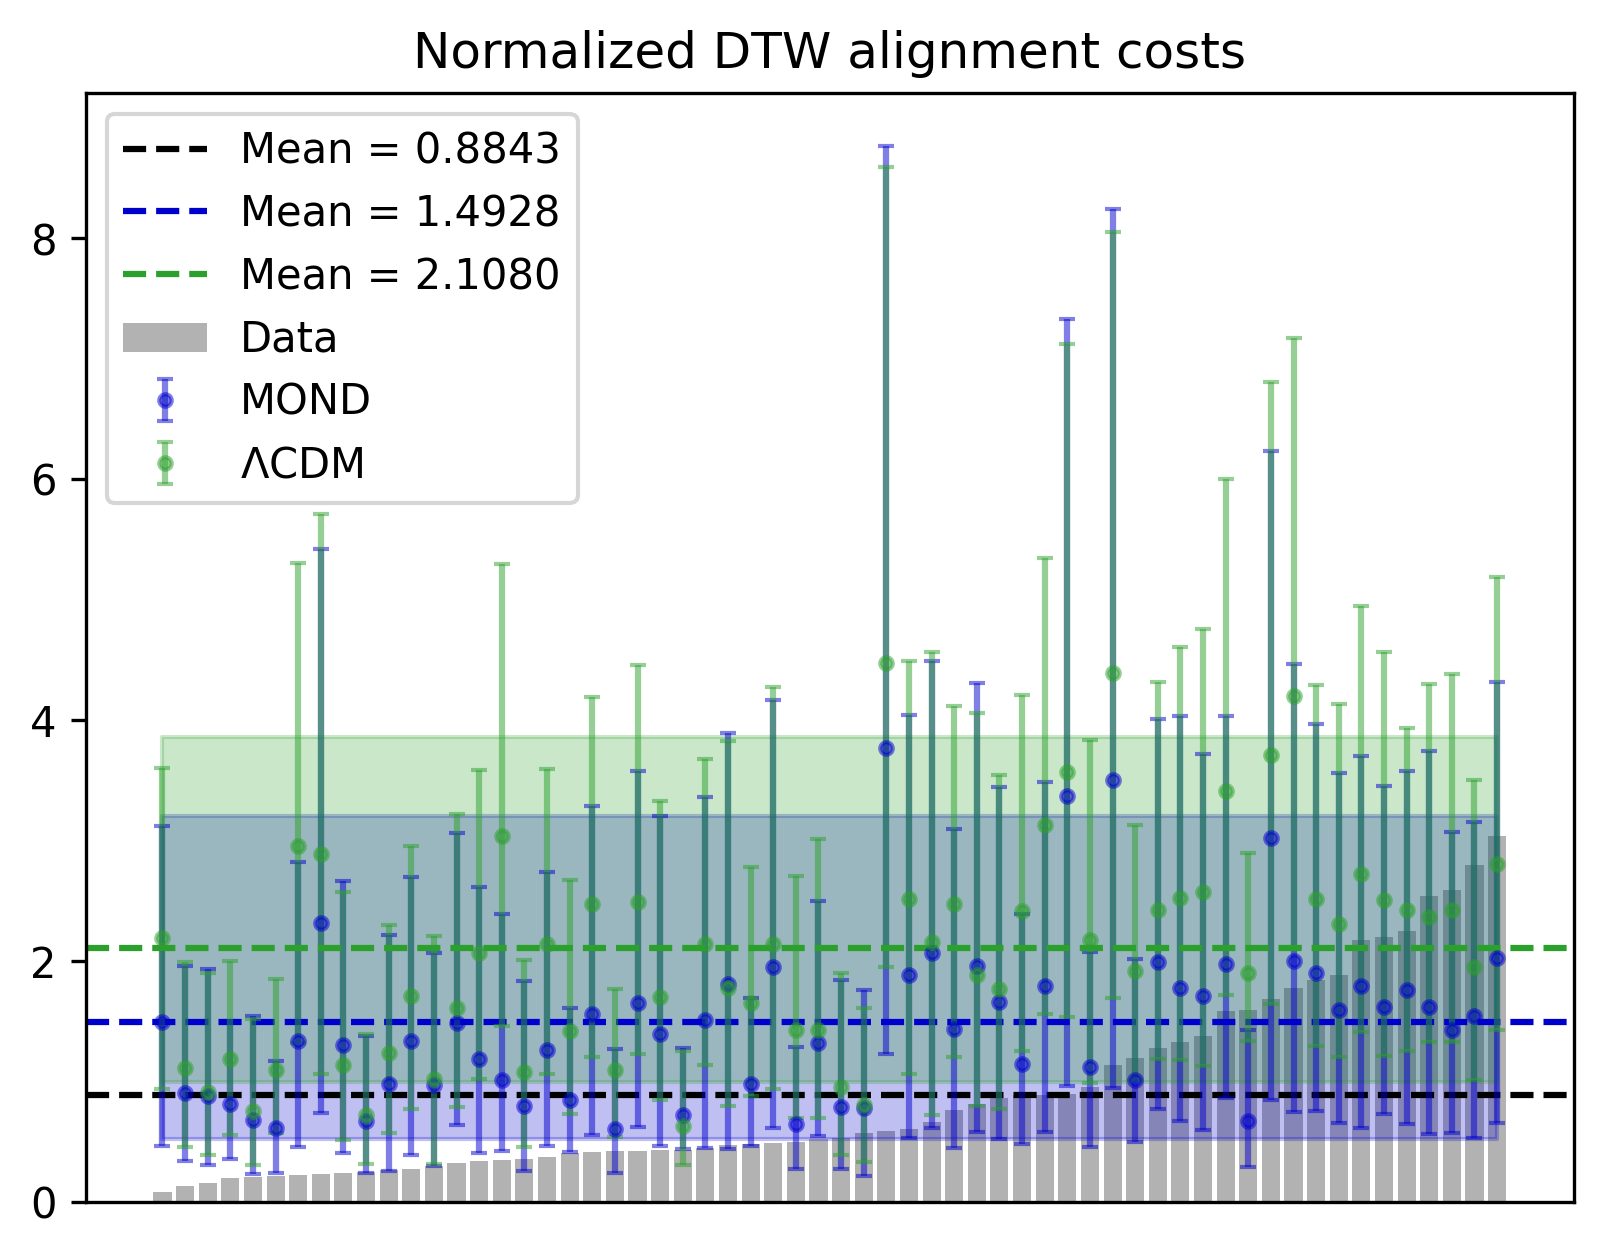 Normalized DTW alignment costs
Mean = 0.8843
Mean = 1.4928
Mean = 2.1080
Data
MOND
ΛCDM
8
6
4
2
0